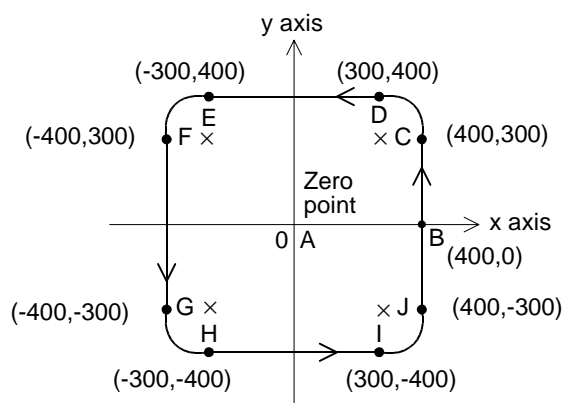 y axis
(-300,400)
(300,400)
E
D
(-400,300)
F
C
(400,300)
Zero
point
x axis
0
A
B
(400,0)
(-400,-300)
G
J
(400,-300)
H
I
(-300,-400)
(300,-400)